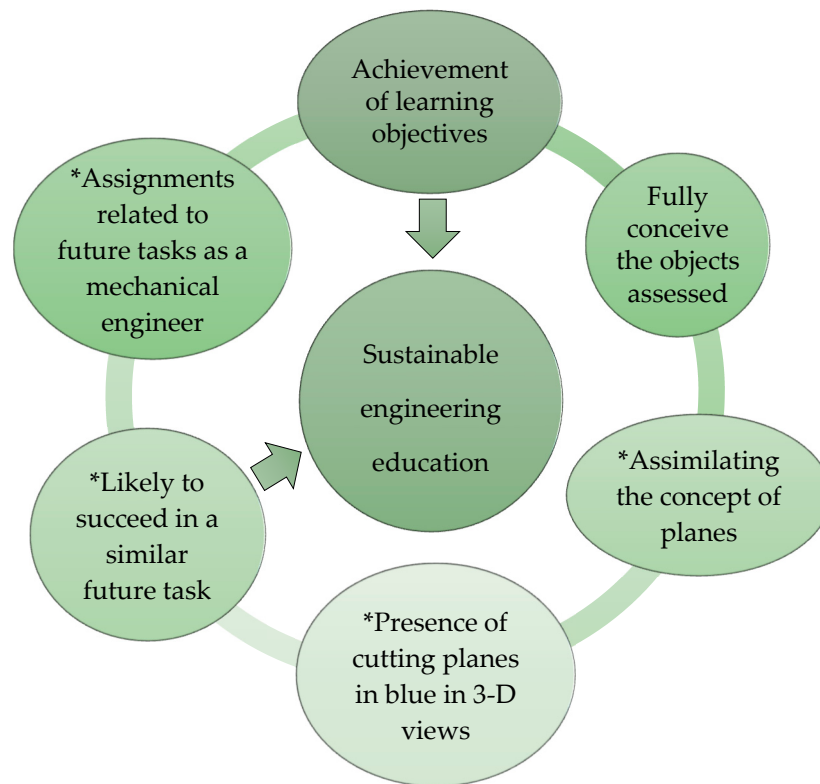 Achievement
of learning
objectives
Fully
conceive
the objects
assessed
*Assimilating
the concept of
planes
*Presence of
cutting planes
in blue in 3-D
views
*Likely to
succeed in a
similar
future task
*Assignments
related to
future tasks as a
mechanical
engineer
Sustainable
engineering
education